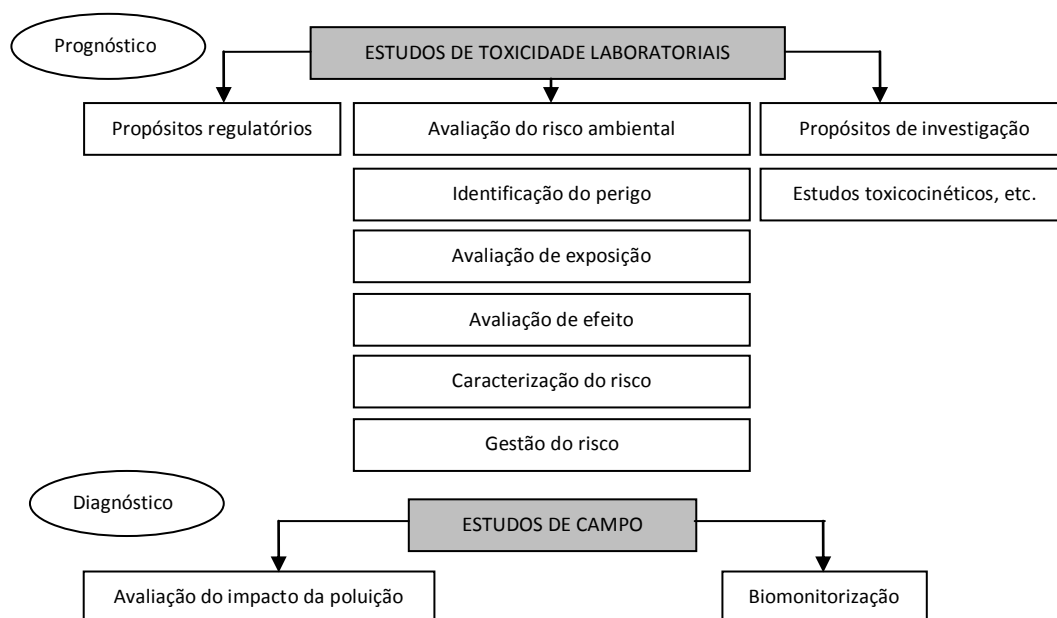 Prognóstico
ESTUDOS DE TOXICIDADE LABORATORIAIS
Propósitos regulatórios
Avaliação do risco ambiental
Propósitos de investigação
Identificação do perigo
Estudos toxicocinéticos, etc.
Avaliação de exposição
Avaliação de efeito
Caracterização do risco
Gestão do risco
Diagnóstico
ESTUDOS DE CAMPO
Avaliação do impacto da poluição
Biomonitorização